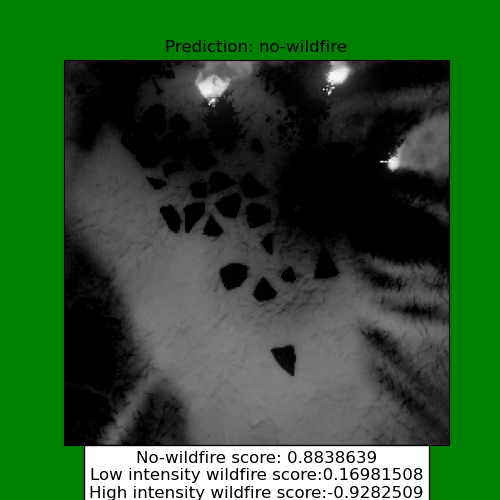 Prediction: no-wildfire
No-wildfire score: 0.8838639
Low intensity wildfire score:0.16981508
High intensity wildfire score:-0.9282509